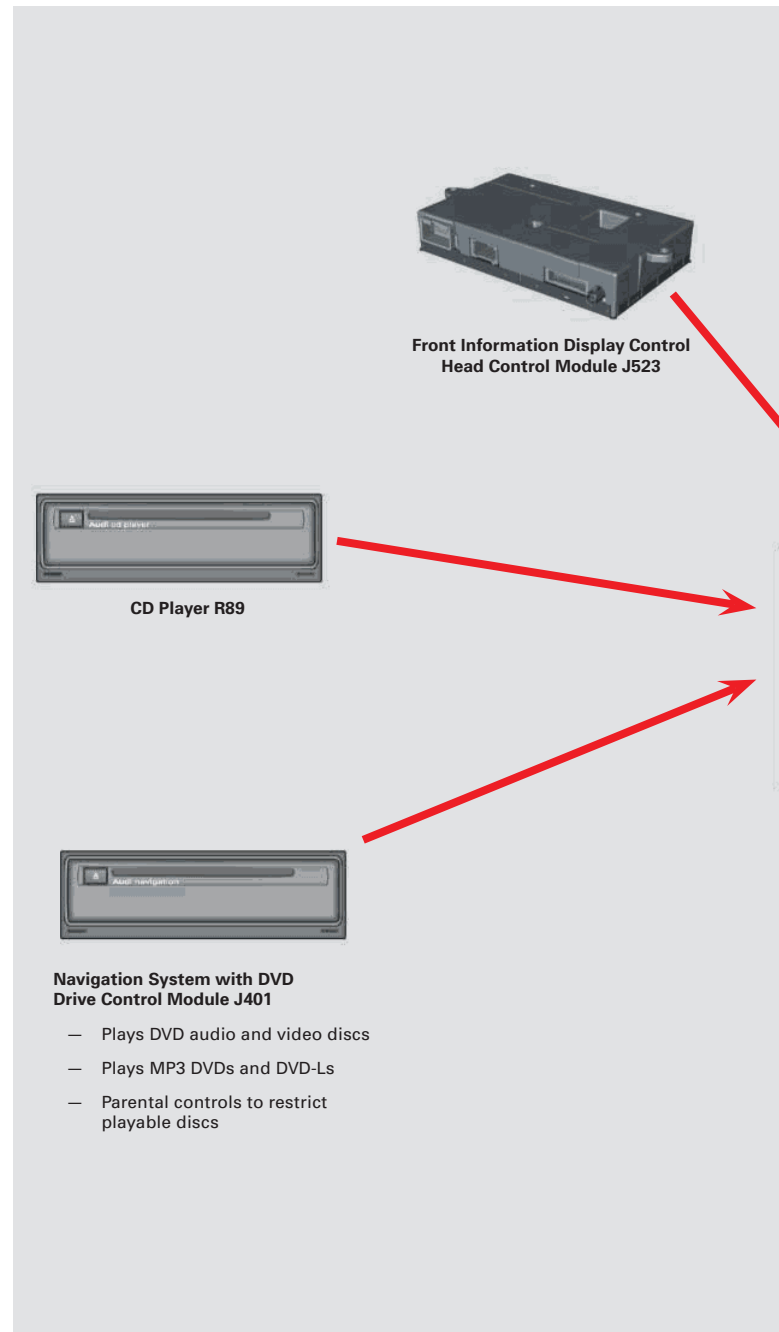 Front Information Display Control
Head Control Module J523
Audi cd player
CD Player R89
Audi navigation
Navigation System with DVD
Drive Control Module J401
— Plays DVD audio and video discs
— Plays MP3 DVDs and DVD-Ls
— Parental controls to restrict
playable discs